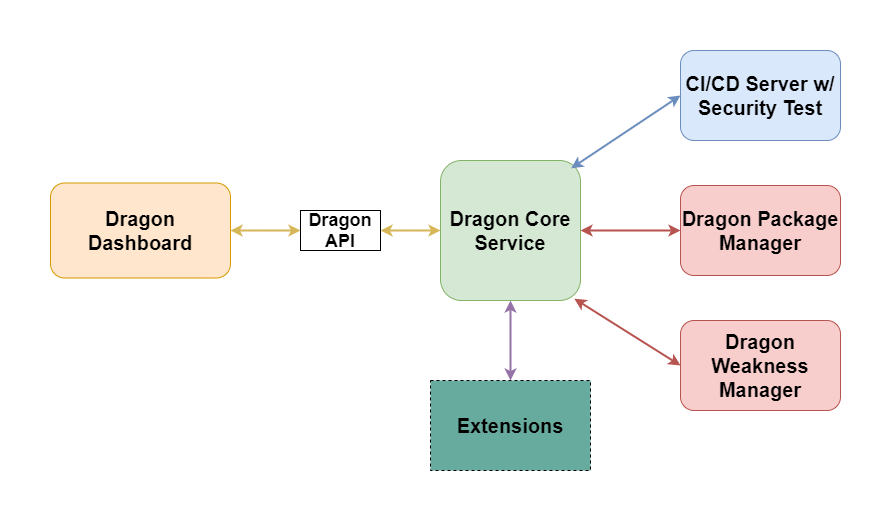 CI/CD Server w/
Security Test
Dragon
Dashboard
Dragon
API
Dragon Core
Service
Dragon Package
Manager
Dragon
Weakness
Manager
Extensions